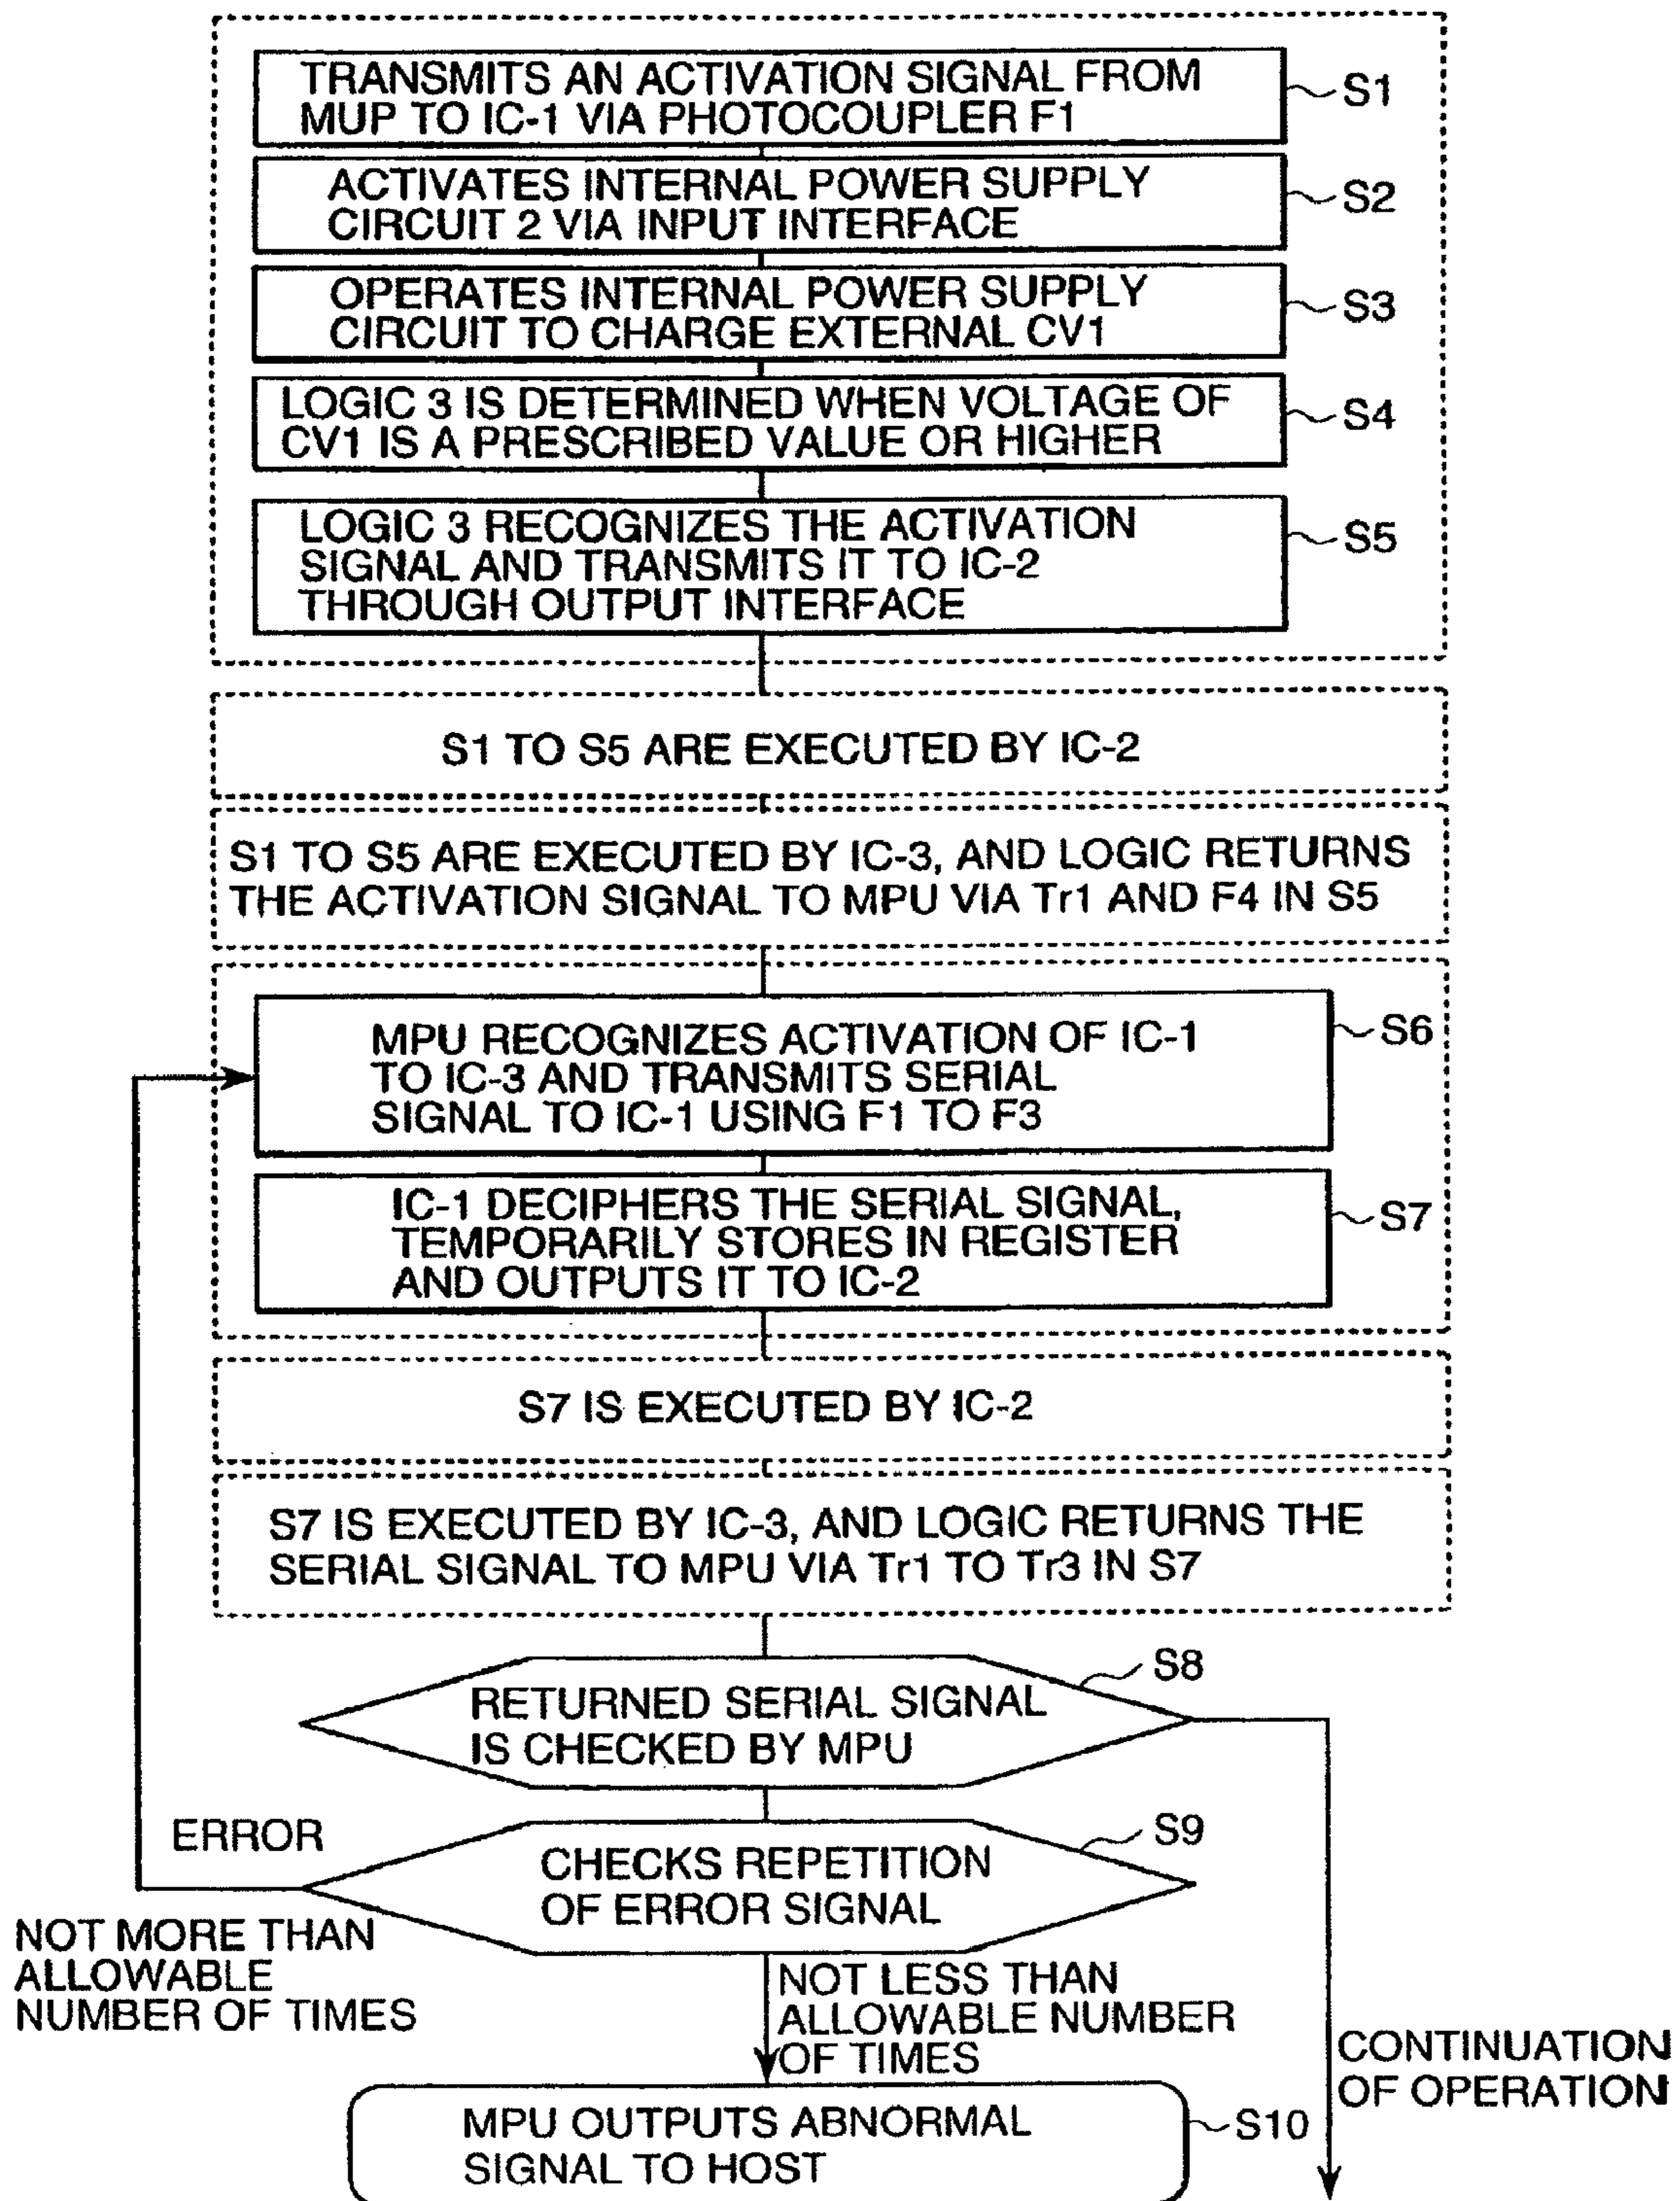 TRANSMITS AN ACTIVATION SIGNAL FROM
MUP TO IC-1 VIA PHOTOCOUPLER F1
S1
ACTIVATES INTERNAL POWER SUPPLY
CIRCUIT 2 VIA INPUT INTERFACE
S2
OPERATES INTERNAL POWER SUPPLY
CIRCUIT TO CHARGE EXTERNAL CV1
S3
LOGIC 3 IS DETERMINED WHEN VOLTAGE OF
CV1 IS A PRESCRIBED VALUE OR HIGHER
S4
LOGIC 3 RECOGNIZES THE ACTIVATION
SIGNAL AND TRANSMITS IT TO IC-2
THROUGH OUTPUT INTERFACE
S5
S1 TO S5 ARE EXECUTED BY IC-2
S1 TO S5 ARE EXECUTED BY IC-3, AND LOGIC RETURNS
THE ACTIVATION SIGNAL TO MPU VIA Tr1 AND F4 IN S5
MPU RECOGNIZES ACTIVATION OF IC-1
TO IC-3 AND TRANSMITS SERIAL
SIGNAL TO IC-1 USING F1 TO F3
S6
IC-1 DECIPHERS THE SERIAL SIGNAL,
TEMPORARILY STORES IN REGISTER
AND OUTPUTS IT TO IC-2
S7
S7 IS EXECUTED BY IC-2
S7 IS EXECUTED BY IC-3, AND LOGIC RETURNS THE
SERIAL SIGNAL TO MPU VIA Tr1 TO Tr3 IN S7
S8
RETURNED SERIAL SIGNAL
IS CHECKED BY MPU
S9
ERROR
CHECKS REPETITION
OF ERROR SIGNAL
NOT MORE THAN
ALLOWABLE
NUMBER OF TIMES
NOT LESS THAN
ALLOWABLE NUMBER
OF TIMES
CONTINUATION
OF OPERATION
MPU OUTPUTS ABNORMAL
SIGNAL TO HOST
S10